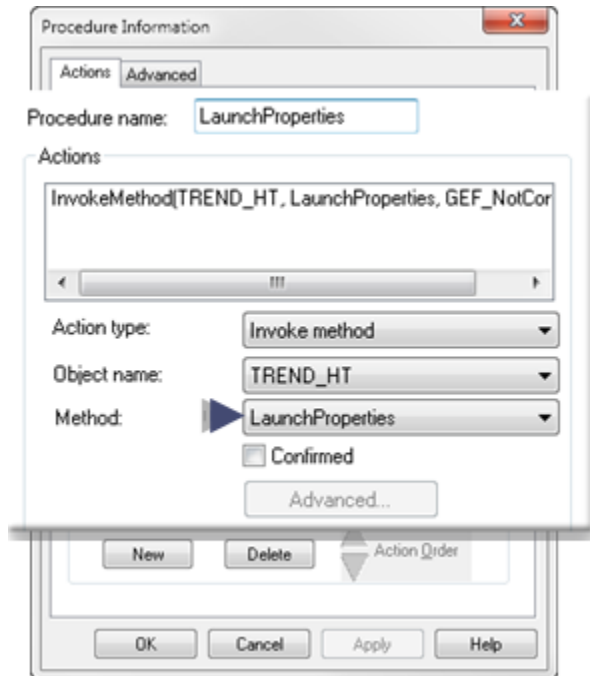 Procedure Information
Actions Advanced
Procedure name: LaunchProperties
Actions
InvokeMethod(TREND_HT, LaunchProperties, GEF_NotCor
Action type: Invoke method
Object name: TREND_HT
Method: LaunchProperties
Confirmed
Advanced...
New Delete Action Order
OK Cancel Apply Help